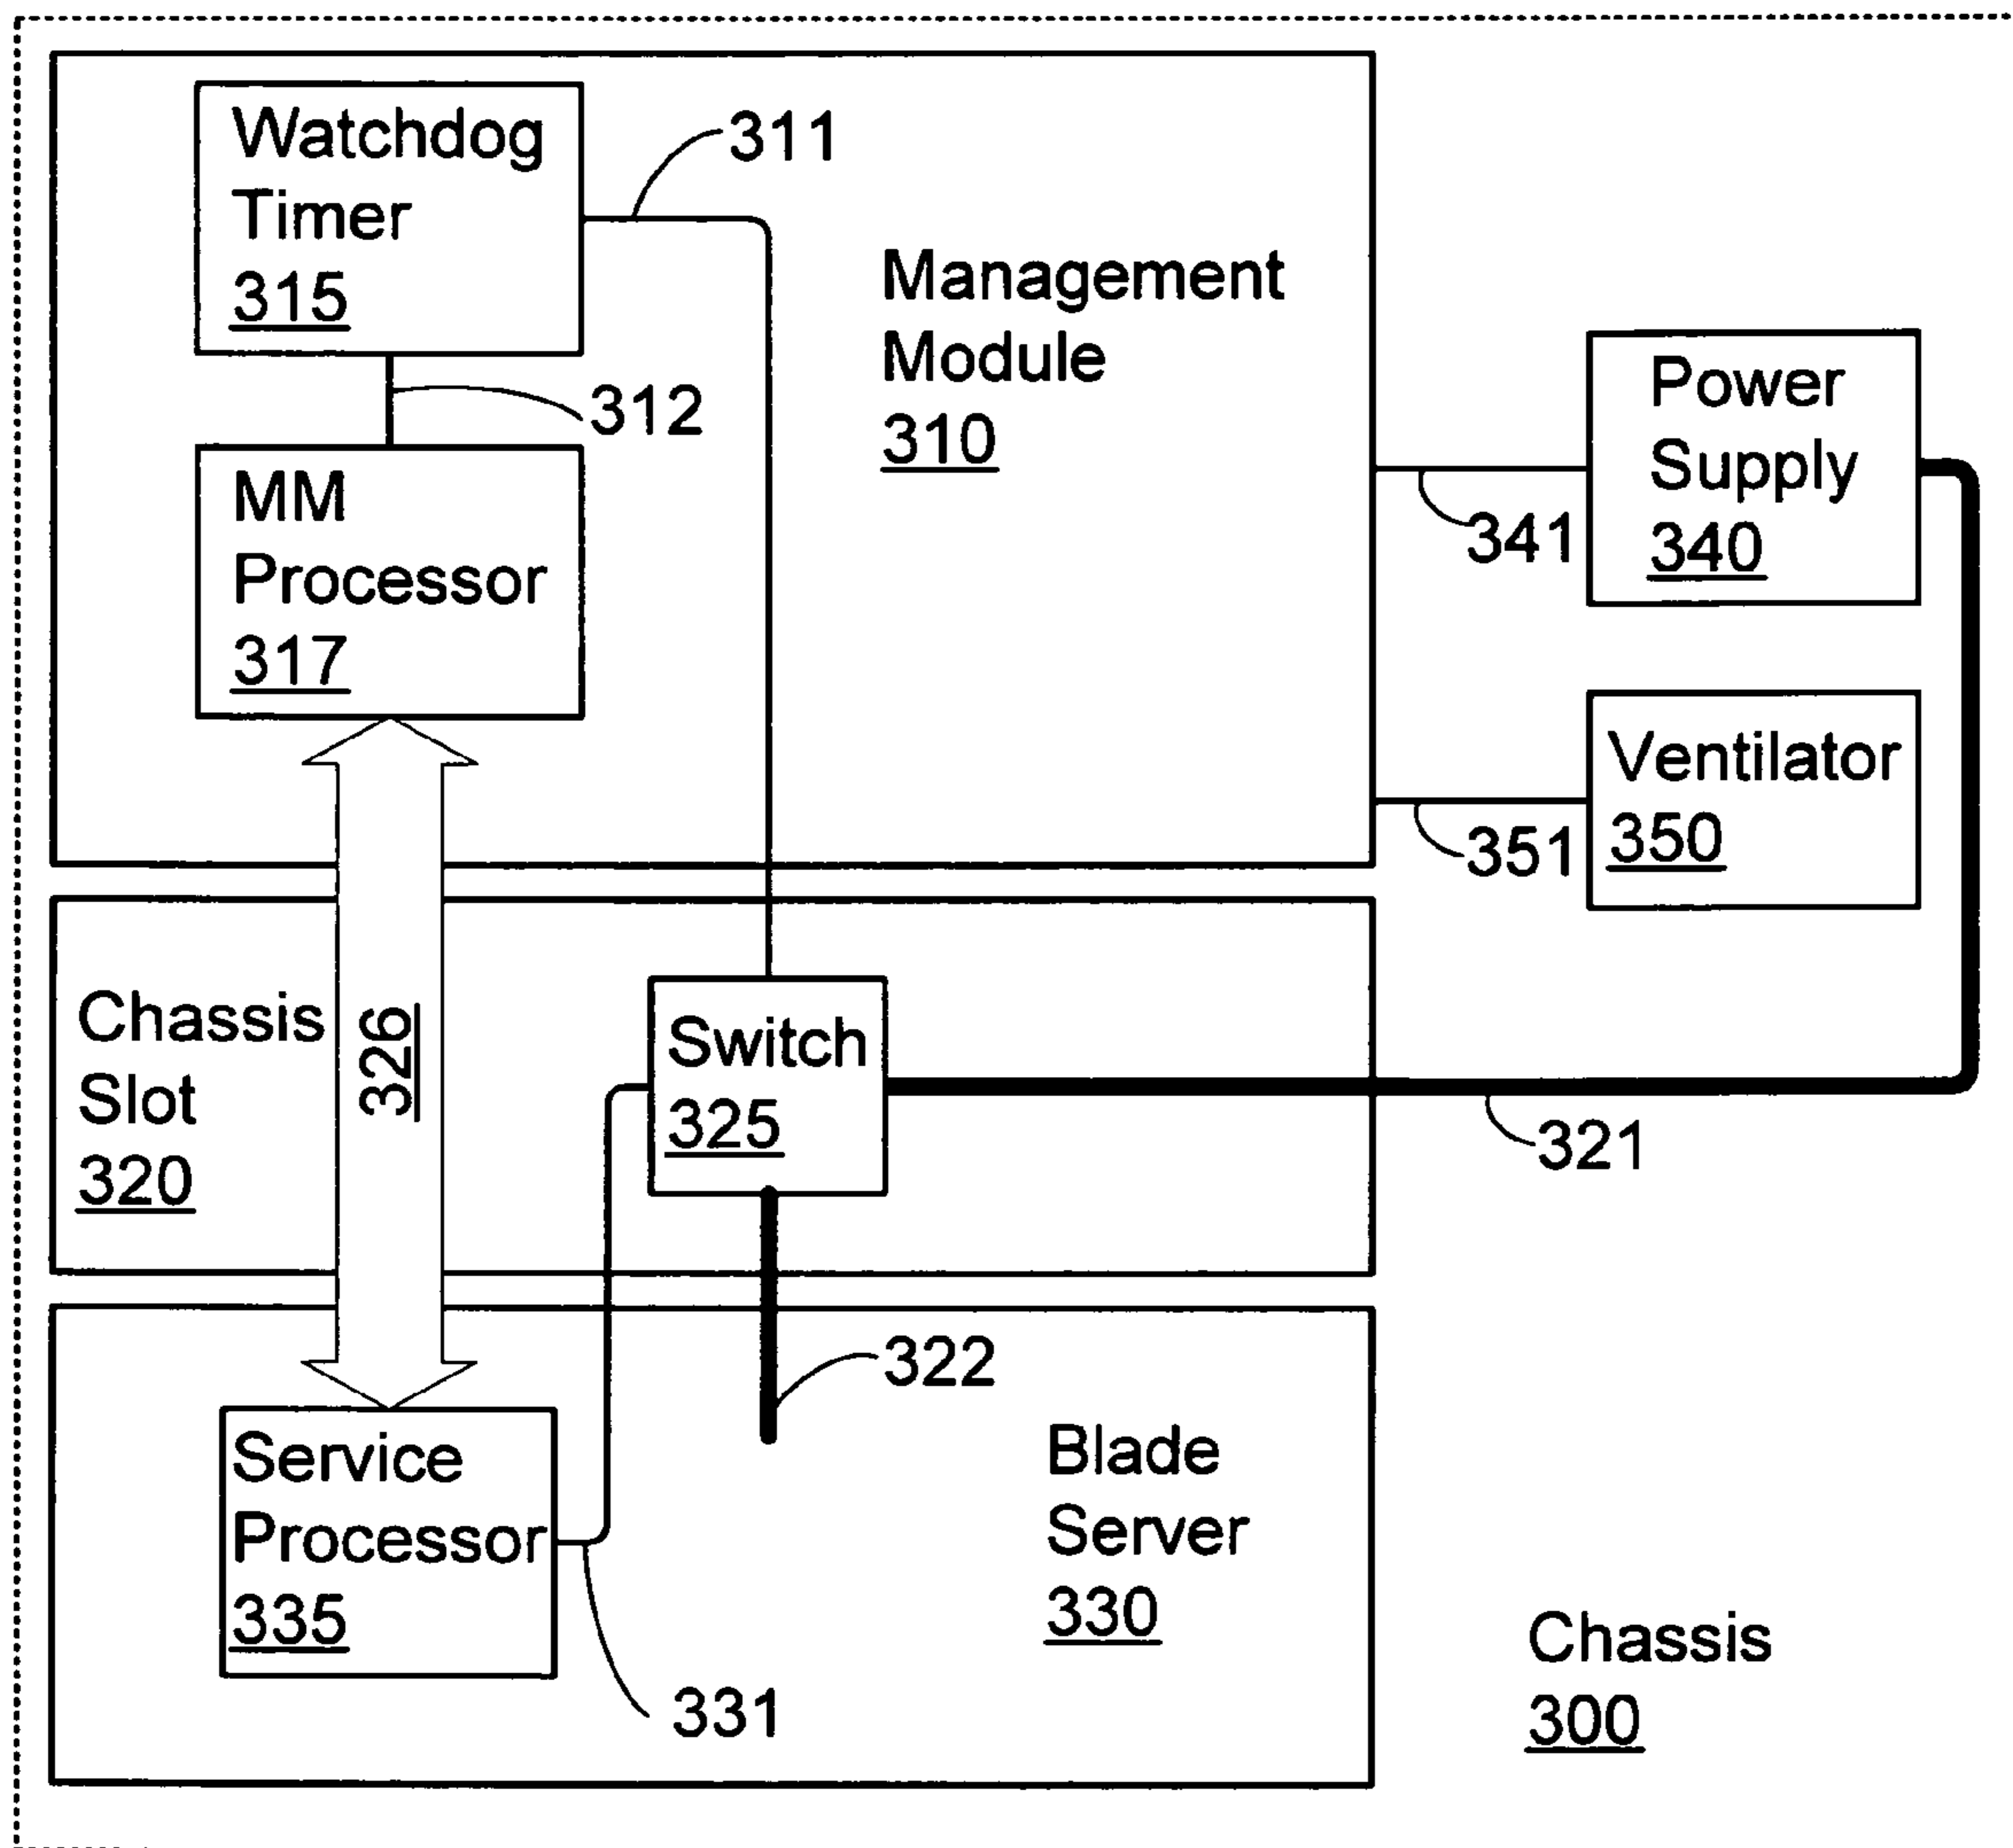 Watchdog
Timer
315
311
312
MM
Processor
317
Management
Module
310
Power
Supply
340
341
Ventilator
350
351
Chassis
Slot
320
326
Switch
325
321
322
Service
Processor
335
331
Blade
Server
330
Chassis
300